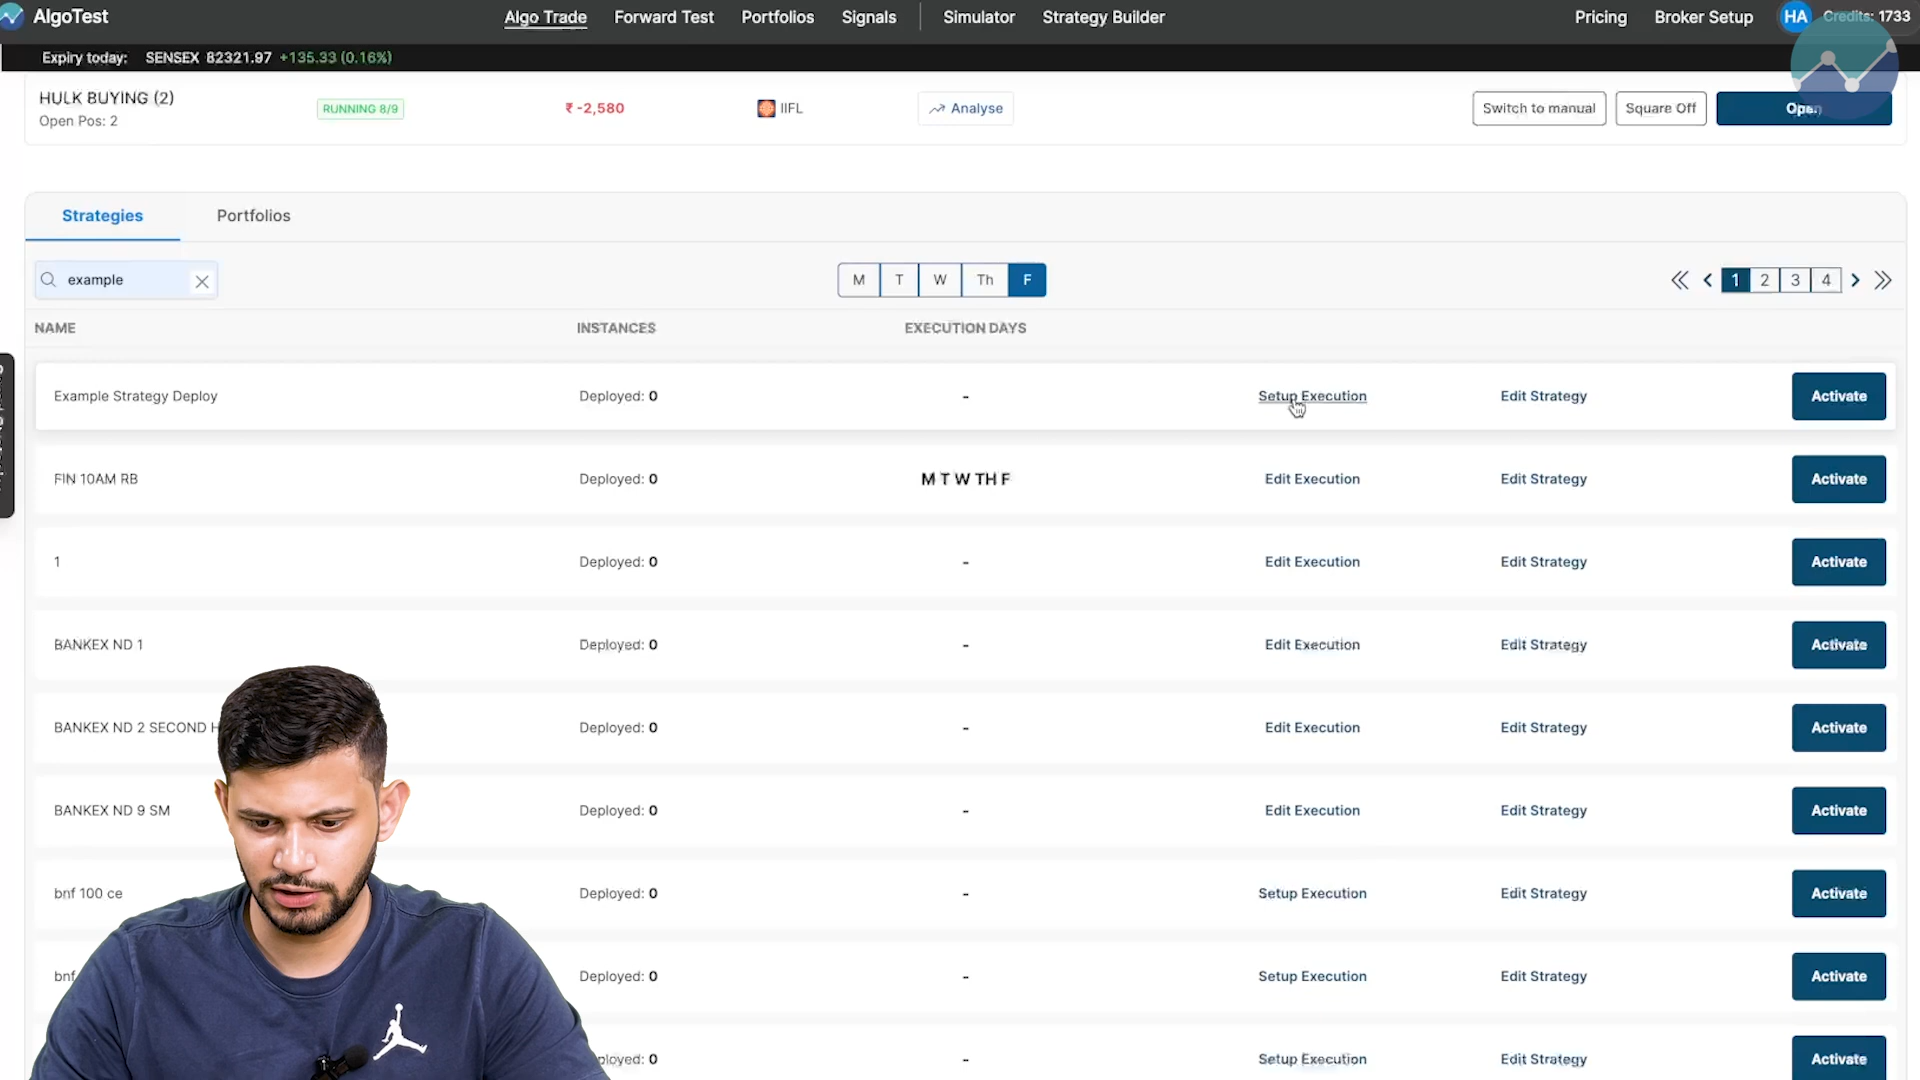 AlgoTest
Algo Trade Forward Test Portfolios Signals Simulator Strategy Builder Pricing Broker Setup HA Credits: 1733
Expiry today: SENSEX 82321.97 +135.33 (0.16%)
HULK BUYING (2) RUNNING 8/9 ₹ -2,580 IIFL Analyse Switch to manual Square Off Open
Open Pos: 2
Strategies Portfolios
example M T W Th F 1 2 3 4
NAME INSTANCES EXECUTION DAYS
Example Strategy Deploy Deployed: 0 - Setup Execution Edit Strategy Activate
FIN 10AM RB Deployed: 0 M T W TH F Edit Execution Edit Strategy Activate
1 Deployed: 0 - Edit Execution Edit Strategy Activate
BANKEX ND 1 Deployed: 0 - Edit Execution Edit Strategy Activate
BANKEX ND 2 SECOND H Deployed: 0 - Edit Execution Edit Strategy Activate
BANKEX ND 9 SM Deployed: 0 - Edit Execution Edit Strategy Activate
bnf 100 ce Deployed: 0 - Setup Execution Edit Strategy Activate
bnf Deployed: 0 - Setup Execution Edit Strategy Activate
ployed: 0 - Setup Execution Edit Strategy Activate